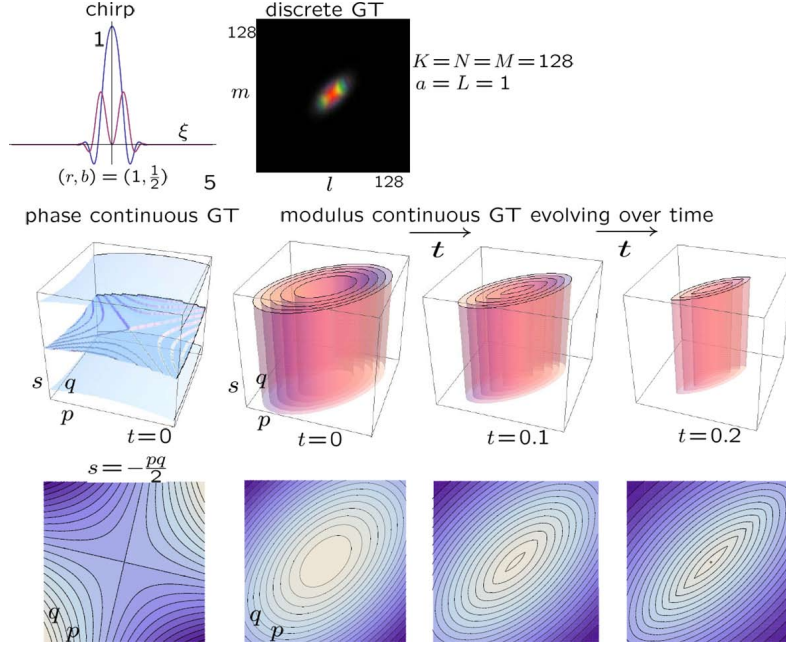 chirp
discrete GT
1
128
K=N=M=128
a=L=1
m
ξ
(r, b) = (1, 1/2)
5
l
128
phase continuous GT
modulus continuous GT evolving over time
t
t
s
q
p
t=0
s
q
p
t=0
t=0.1
t=0.2
s=-pq/2
q
p
q
p